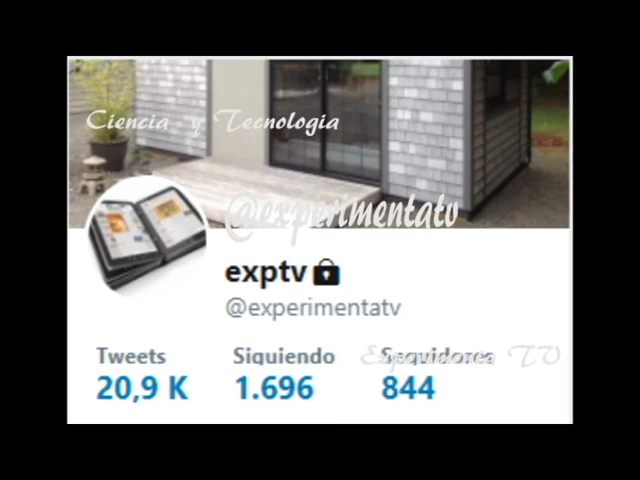 Ciencia y Tecnologia
@experimentatv
exptv
@experimentatv
Tweets Siguiendo Seguidores
Experimenta TV
20,9 K 1.696 844